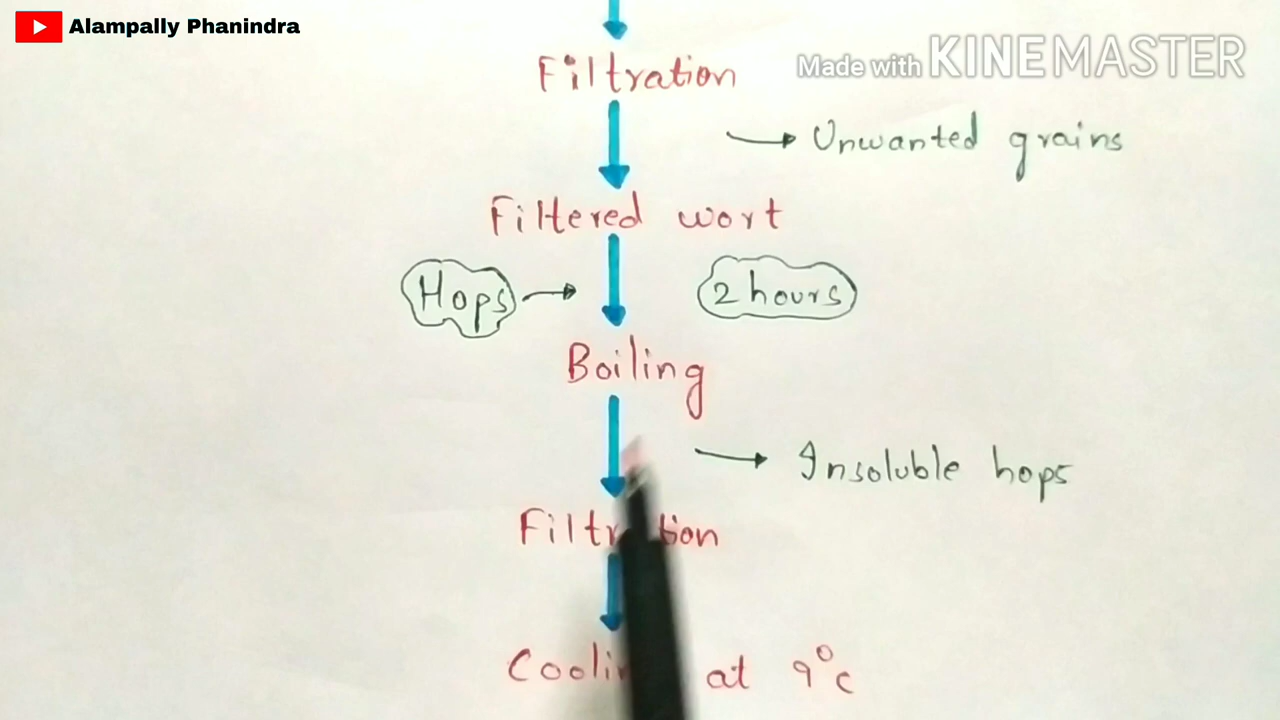 Alampally Phanindra
Made with KINEMASTER
Filtration
Unwanted grains
Filtered wort
Hops
2 hours
Boiling
Insoluble hops
at 9°c